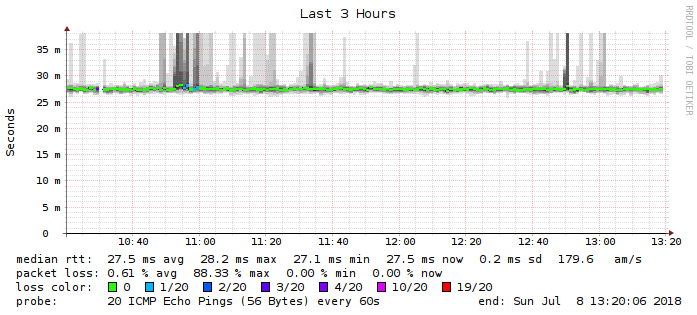 Last 3 Hours
RRDTOOL / TOBI OETIKER
Seconds
35 m
30 m
25 m
20 m
15 m
10 m
5 m
0
10:40 11:00 11:20 11:40 12:00 12:20 12:40 13:00 13:20
median rtt: 27.5 ms avg 28.2 ms max 27.1 ms min 27.5 ms now 0.2 ms sd 179.6 am/s
packet loss: 0.61 % avg 88.33 % max 0.00 % min 0.00 % now
loss color: 0 1/20 2/20 3/20 4/20 10/20 19/20
probe: 20 ICMP Echo Pings (56 Bytes) every 60s end: Sun Jul 8 13:20:06 2018